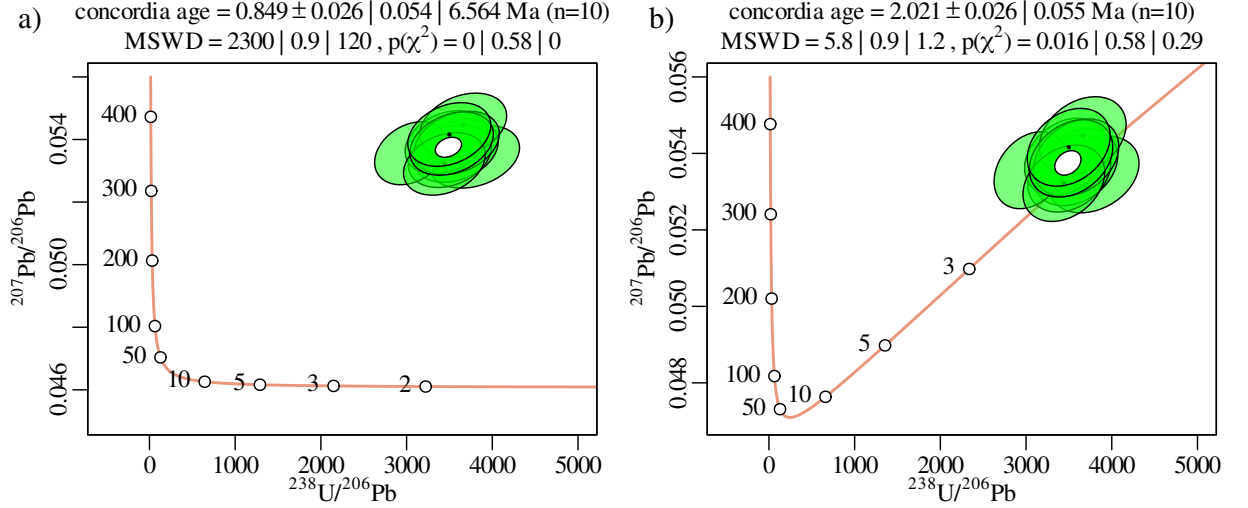 a)
concordia age = 0.849 ± 0.026 | 0.054 | 6.564 Ma (n=10)
MSWD = 2300 | 0.9 | 120 , p(χ²) = 0 | 0.58 | 0
²⁰⁷Pb/²⁰⁶Pb
0.054
0.050
0.046
400
300
200
100
50
10
5
3
2
0 1000 2000 3000 4000 5000
²³⁸U/²⁰⁶Pb
b)
concordia age = 2.021 ± 0.026 | 0.055 Ma (n=10)
MSWD = 5.8 | 0.9 | 1.2 , p(χ²) = 0.016 | 0.58 | 0.29
²⁰⁷Pb/²⁰⁶Pb
0.056
0.054
0.052
0.050
0.048
400
300
200
100
50
10
5
3
0 1000 2000 3000 4000 5000
²³⁸U/²⁰⁶Pb